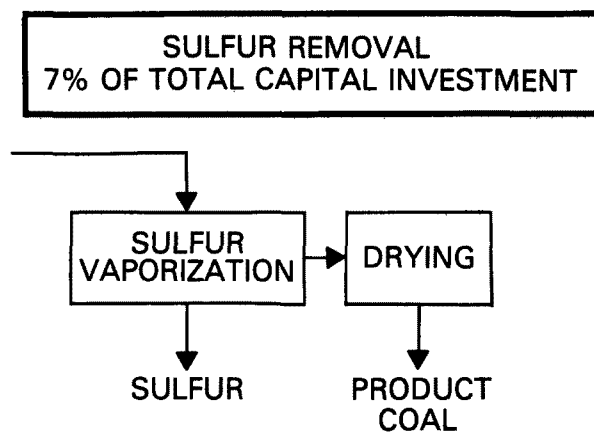 SULFUR REMOVAL
7% OF TOTAL CAPITAL INVESTMENT
SULFUR
VAPORIZATION
DRYING
SULFUR
PRODUCT
COAL